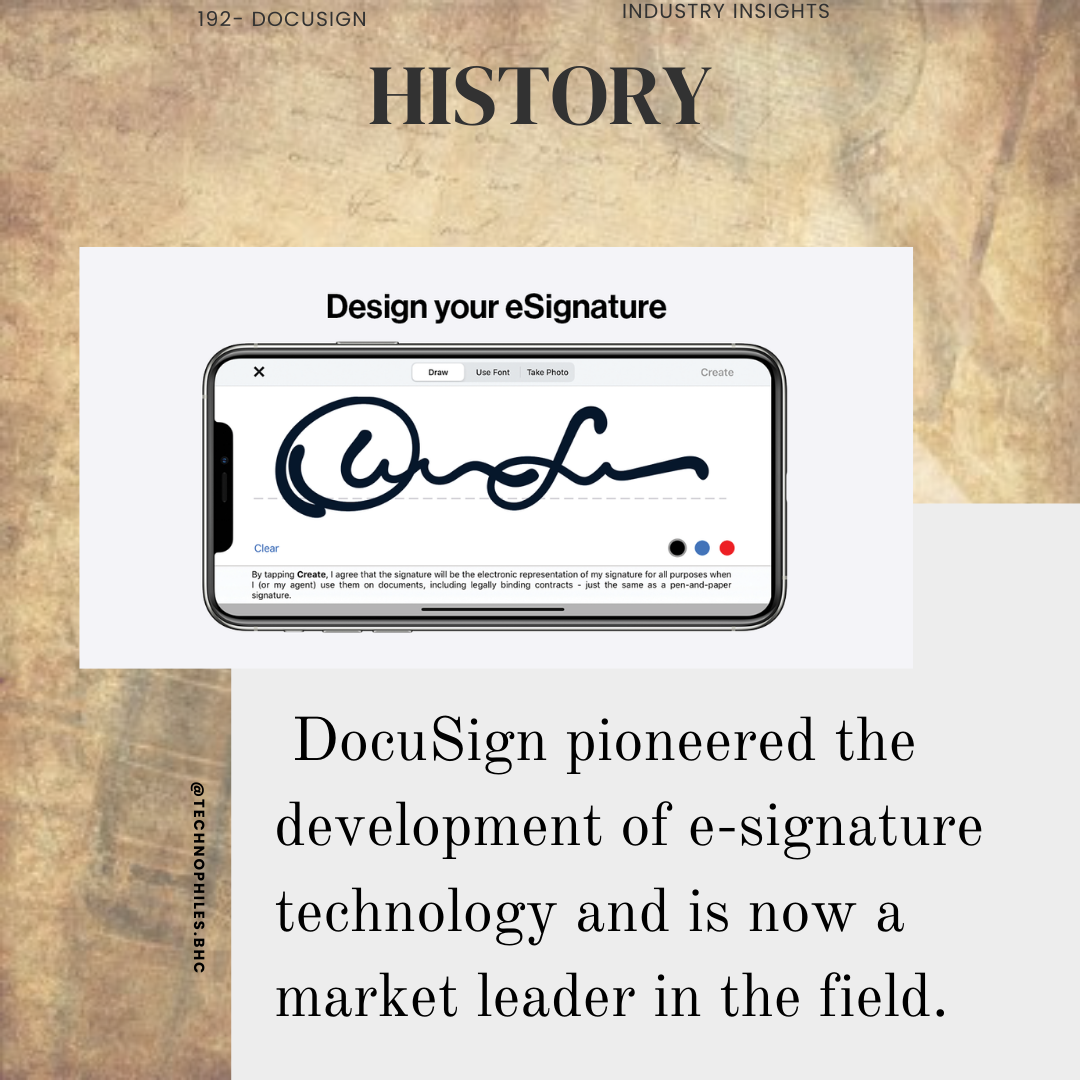 192- DOCUSIGN
INDUSTRY INSIGHTS
HISTORY
Design your eSignature
Draw
Use Font
Take Photo
Create
Clear
By tapping Create, I agree that the signature will be the electronic representation of my signature for all purposes when
I (or my agent) use them on documents, including legally binding contracts - just the same as a pen-and-paper
signature.
DocuSign pioneered the
development of e-signature
technology and is now a
market leader in the field.
@TECHNOPHILES.BHC